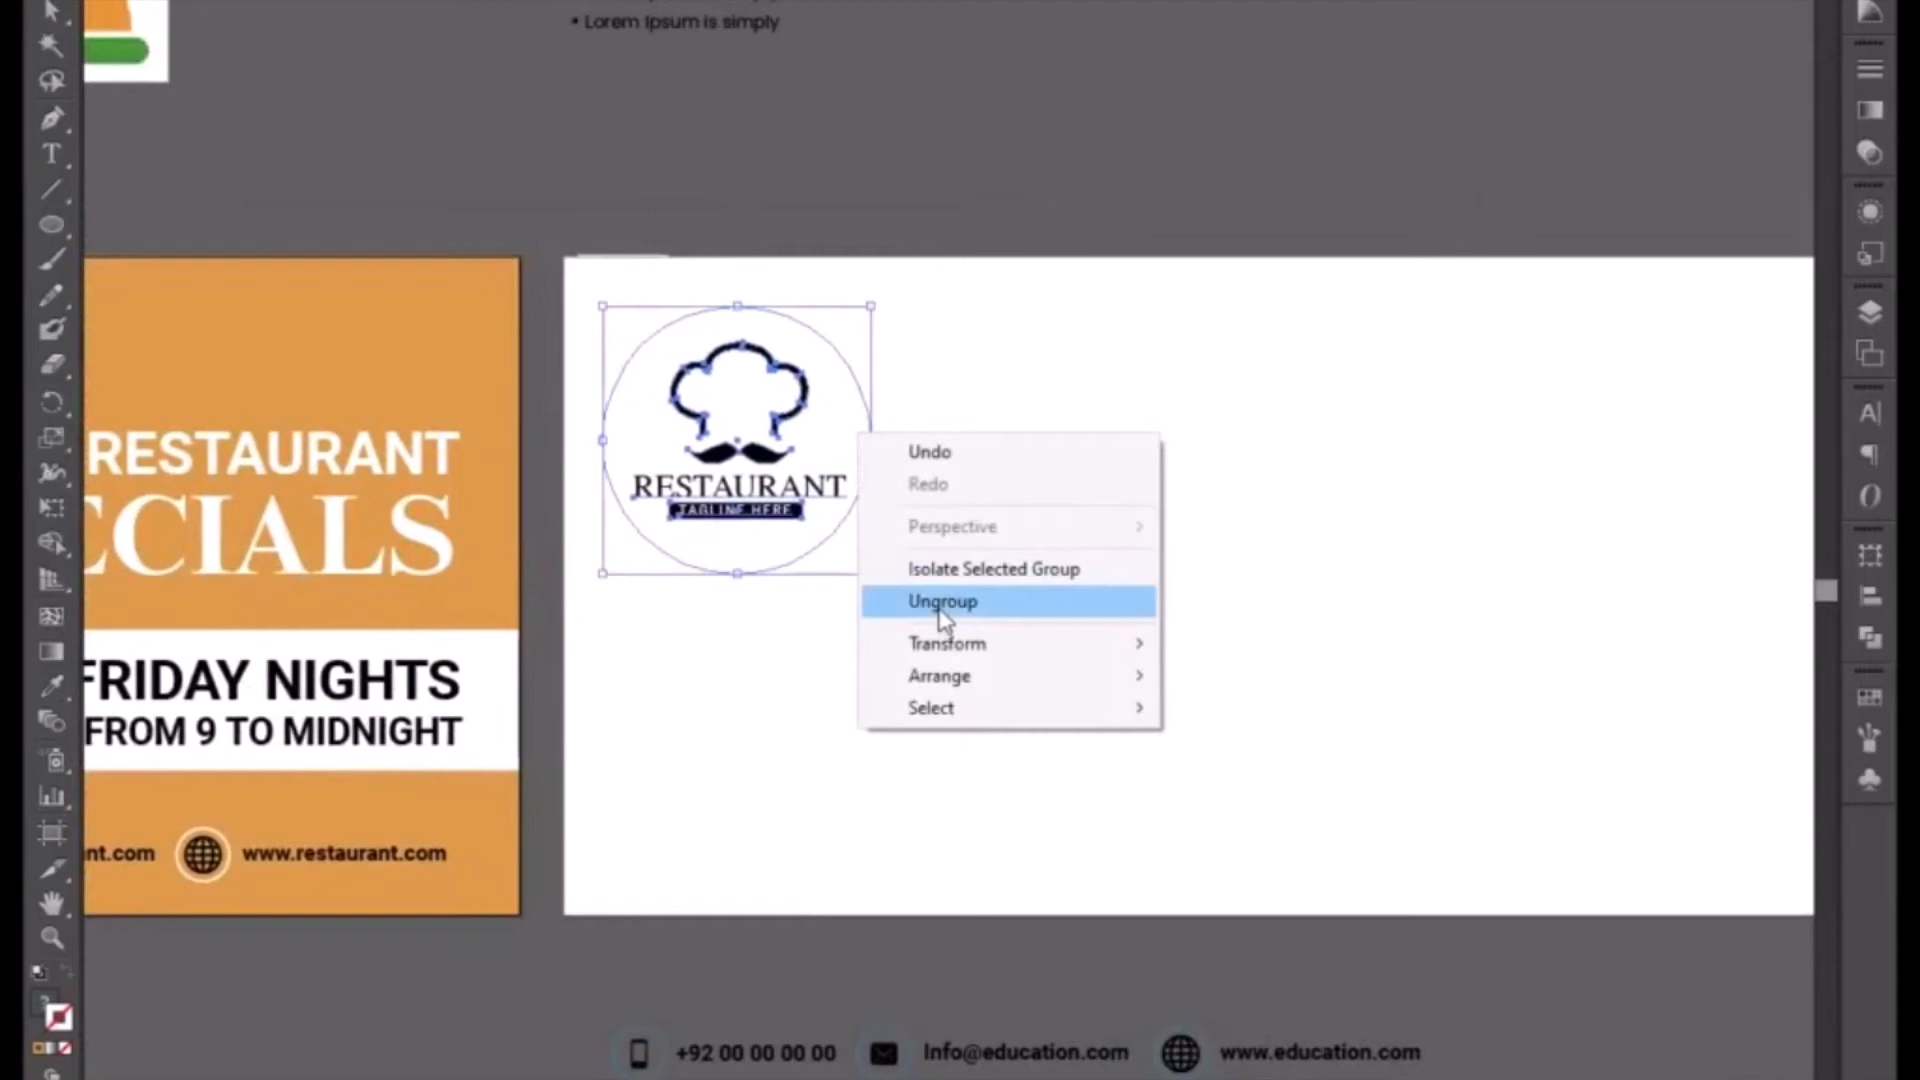 • Lorem Ipsum is simply
RESTAURANT
ECIALS
FRIDAY NIGHTS
FROM 9 TO MIDNIGHT
nt.com
www.restaurant.com
RESTAURANT
TAGLINE HERE
Undo
Redo
Perspective
Isolate Selected Group
Ungroup
Transform
Arrange
Select
+92 00 00 00 00
Info@education.com
www.education.com